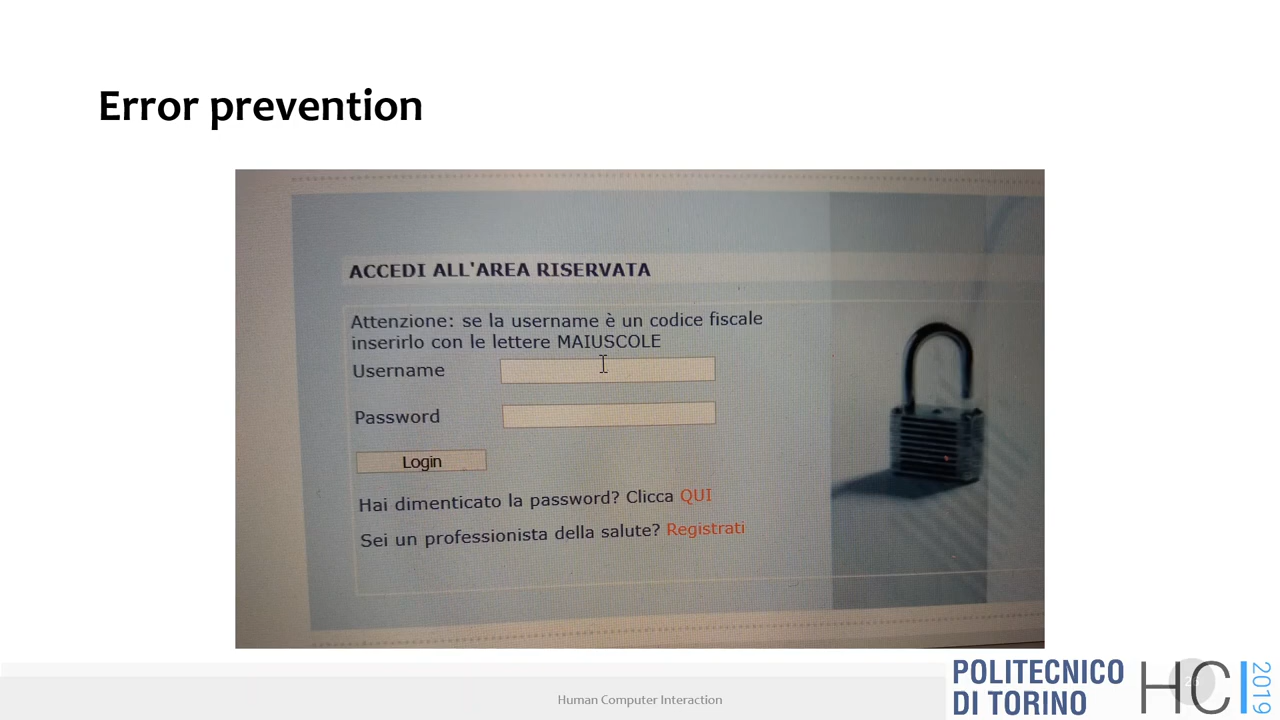 Error prevention
ACCEDI ALL'AREA RISERVATA
Attenzione: se la username è un codice fiscale
inserirlo con le lettere MAIUSCOLE
Username
Password
Login
Hai dimenticato la password? Clicca QUI
Sei un professionista della salute? Registrati
Human Computer Interaction
POLITECNICO
DI TORINO
HCI
2019